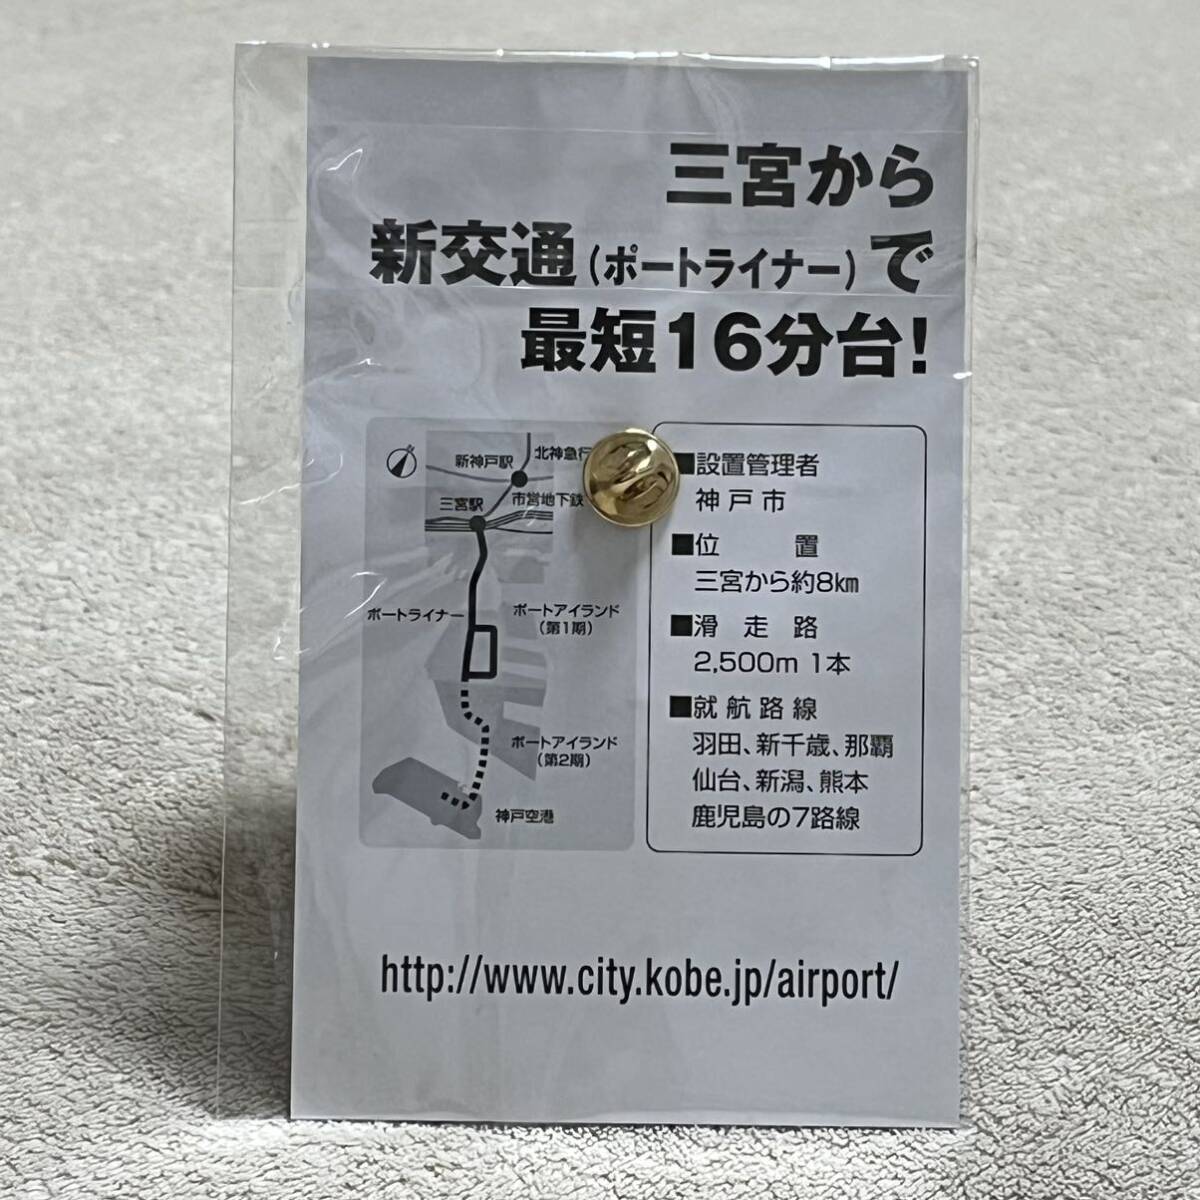 三宮から
新交通(ポートライナー)で
最短16分台!
新神戸駅
北神急行
三宮駅
市営地下鉄
ポートライナー
ポートアイランド
(第1期)
ポートアイランド
(第2期)
神戸空港
■設置管理者
神戸市
■位 置
三宮から約8km
■滑走路
2,500m 1本
■就航路線
羽田、新千歳、那覇
仙台、新潟、熊本
鹿児島の7路線
http://www.city.kobe.jp/airport/